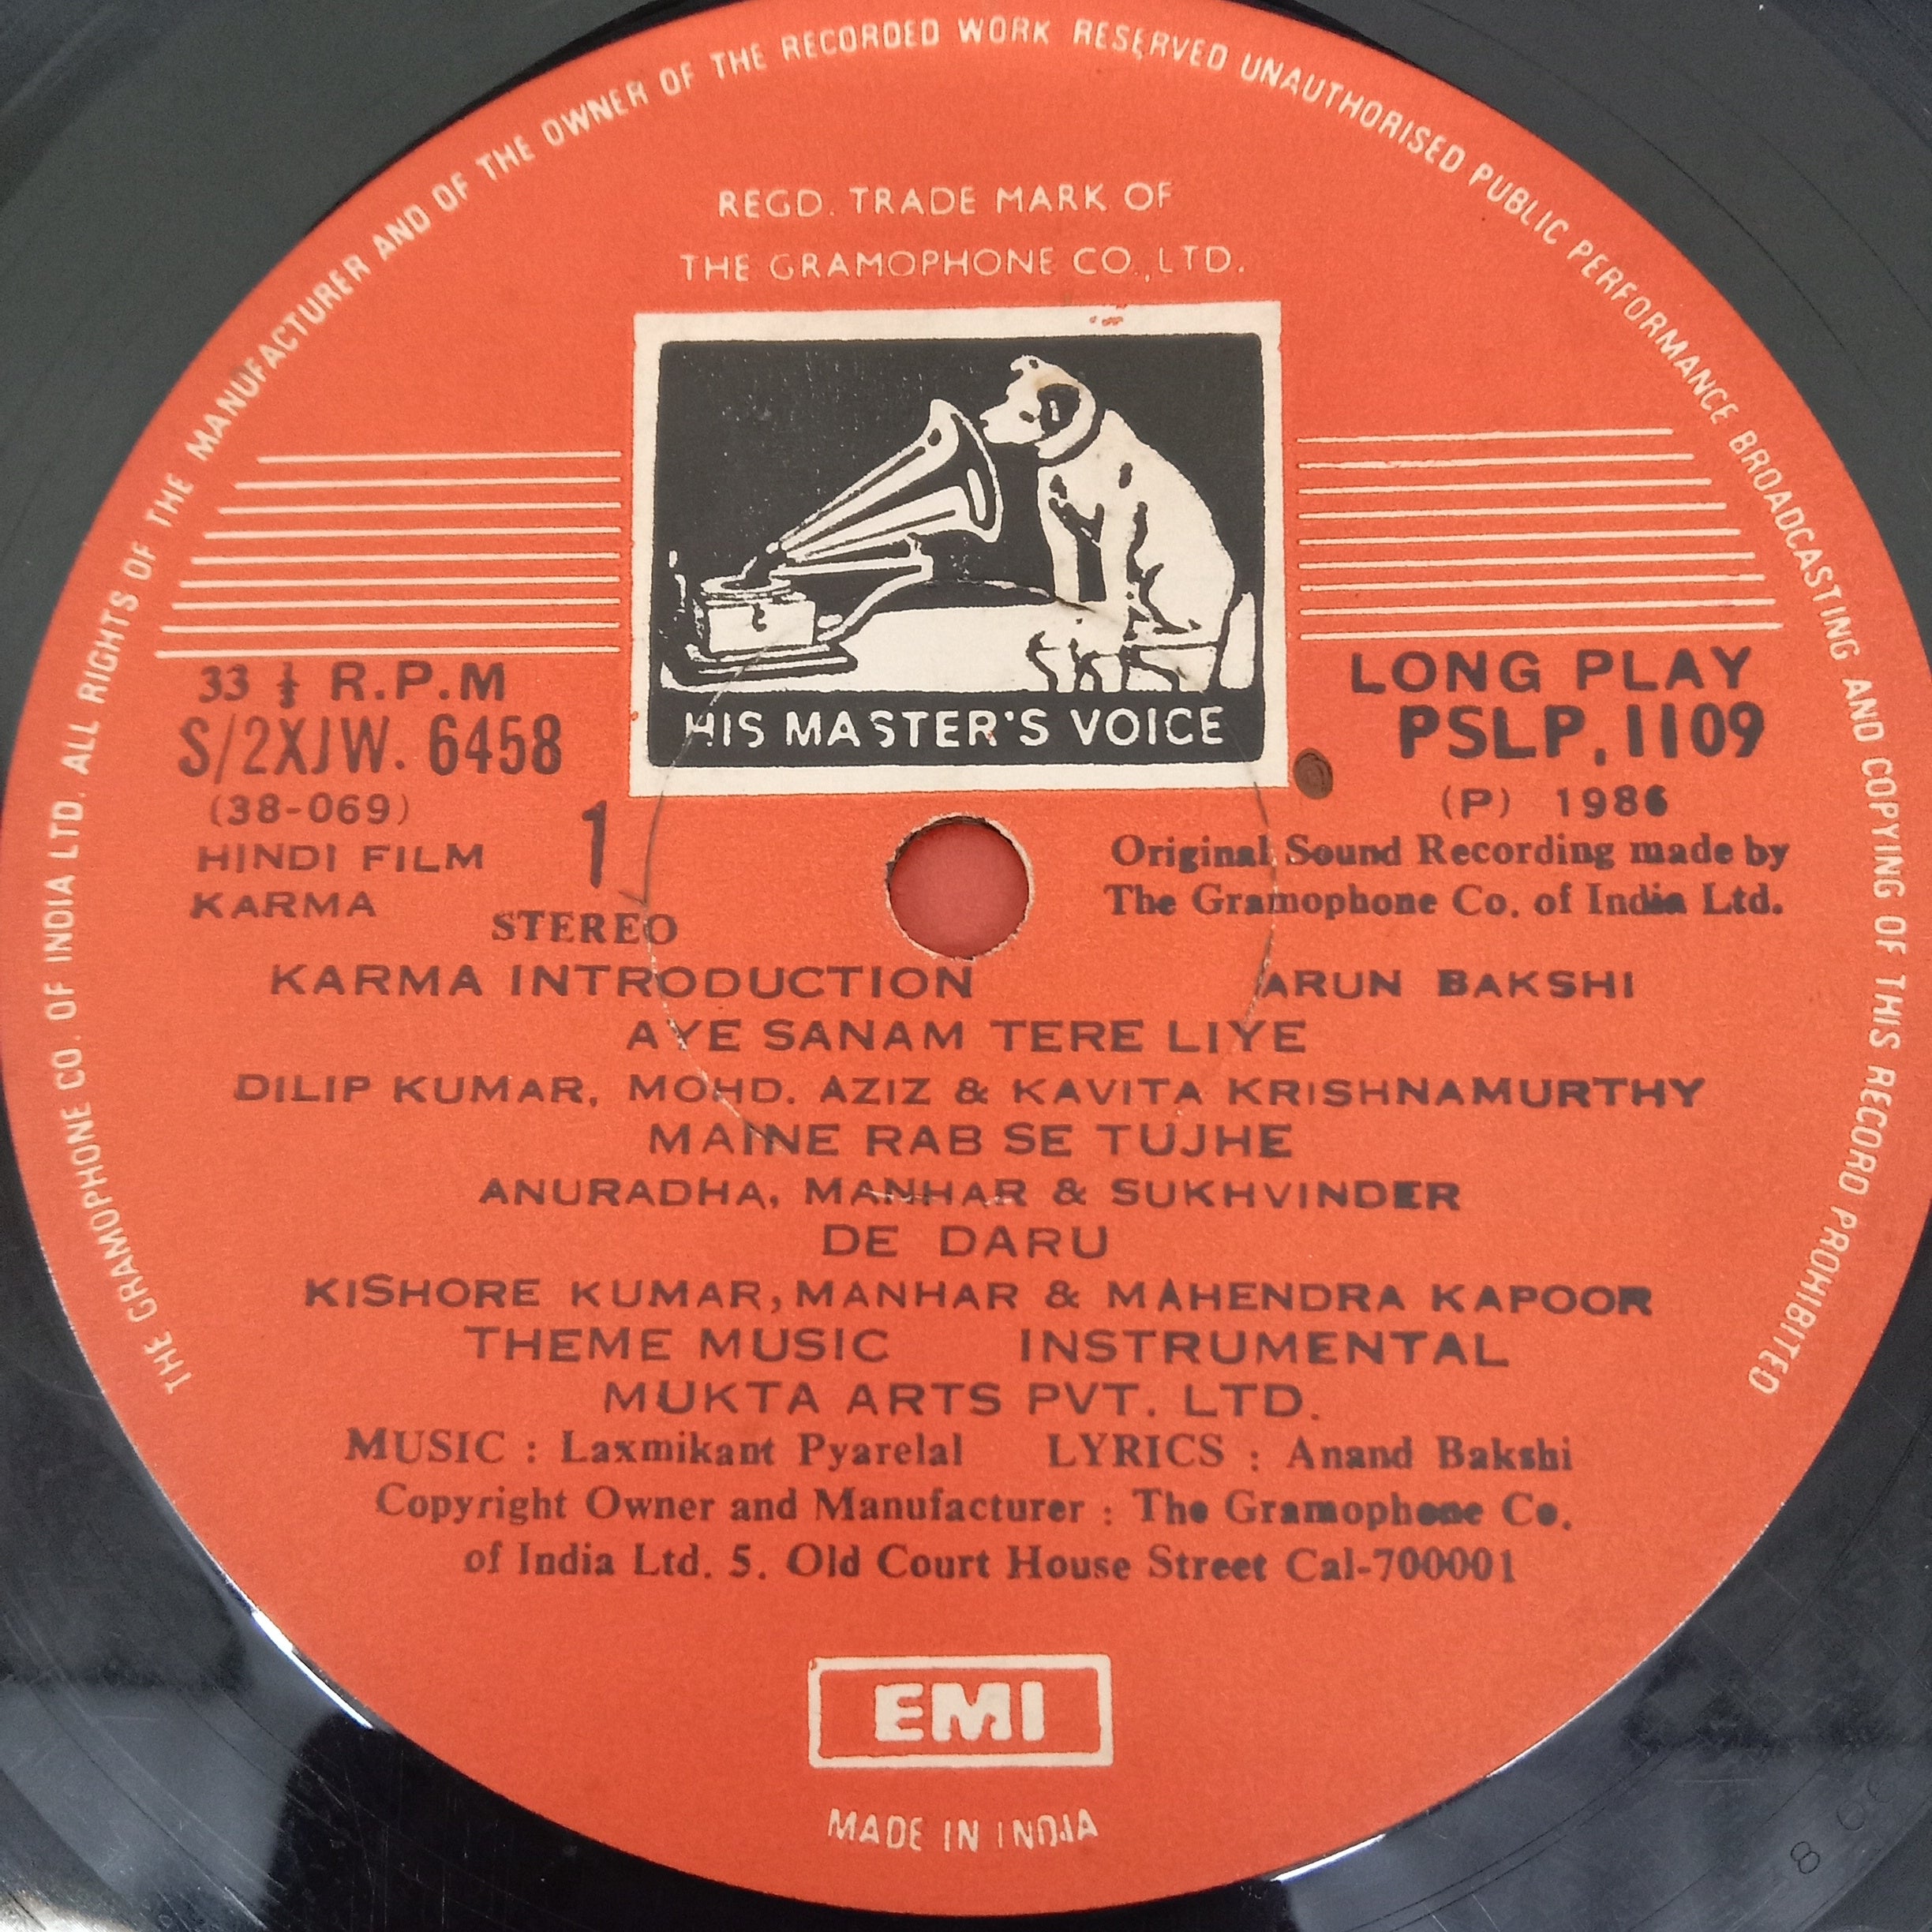 THE GRAMOPHONE CO. OF INDIA LTD. ALL RIGHTS OF THE MANUFACTURER AND OF THE OWNER OF THE RECORDED WORK RESERVED UNAUTHORISED PUBLIC PERFORMANCE BROADCASTING AND COPYING OF THIS RECORD PROHIBITED
REGD. TRADE MARK OF
THE GRAMOPHONE CO., LTD.
HIS MASTER'S VOICE
33 ⅓ R.P.M
S/2XJW. 6458
(38-069)
HINDI FILM
KARMA
1
STEREO
LONG PLAY
PSLP, 1109
(P) 1986
Original Sound Recording made by
The Gramophone Co. of India Ltd.
KARMA INTRODUCTION ARUN BAKSHI
AYE SANAM TERE LIYE
DILIP KUMAR, MOHD. AZIZ & KAVITA KRISHNAMURTHY
MAINE RAB SE TUJHE
ANURADHA, MANHAR & SUKHVINDER
DE DARU
KISHORE KUMAR, MANHAR & MAHENDRA KAPOOR
THEME MUSIC INSTRUMENTAL
MUKTA ARTS PVT. LTD.
MUSIC : Laxmikant Pyarelal LYRICS : Anand Bakshi
Copyright Owner and Manufacturer : The Gramophone Co.
of India Ltd. 5. Old Court House Street Cal-700001
EMI
MADE IN INDIA